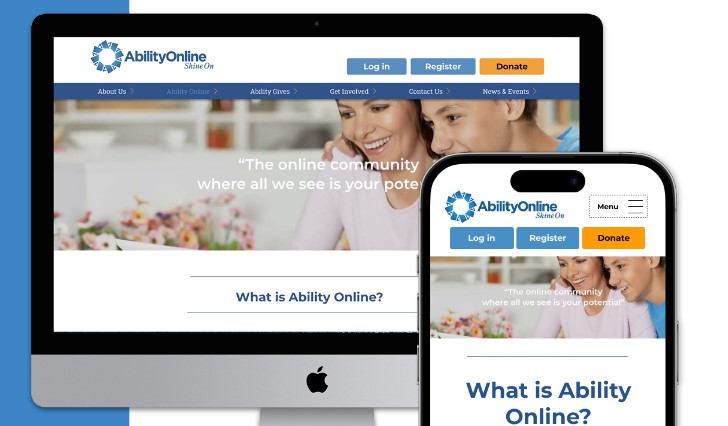 AbilityOnline
Shine On
Log in
Register
Donate
About Us
Ability Online
Ability Gives
Get Involved
Contact Us
News & Events
“The online community
where all we see is your pote
What is Ability Online?
AbilityOnline
Shine On
Menu
Log in
Register
Donate
“The online community
where all we see is your potential”
What is Ability
Online?